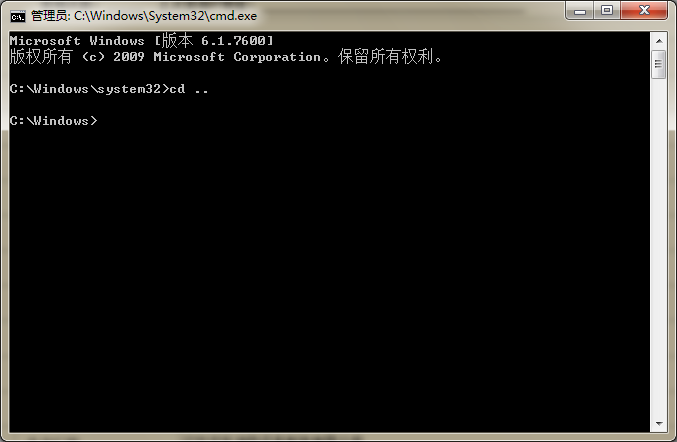 管理员: C:\Windows\System32\cmd.exe
Microsoft Windows [版本 6.1.7600]
版权所有 (c) 2009 Microsoft Corporation。保留所有权利。
C:\Windows\system32>cd ..
C:\Windows>